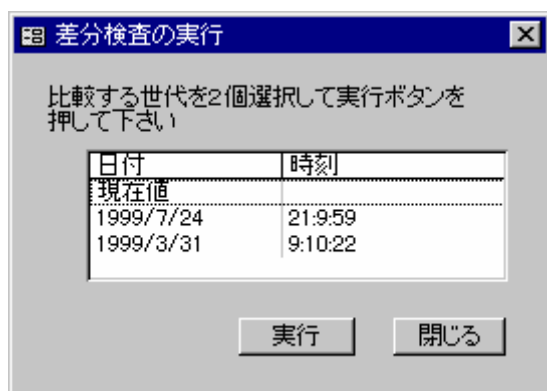 差分検査の実行
比較する世代を2個選択して実行ボタンを
押して下さい
日付 時刻
現在値
1999/7/24 21:9:59
1999/3/31 9:10:22
実行 閉じる